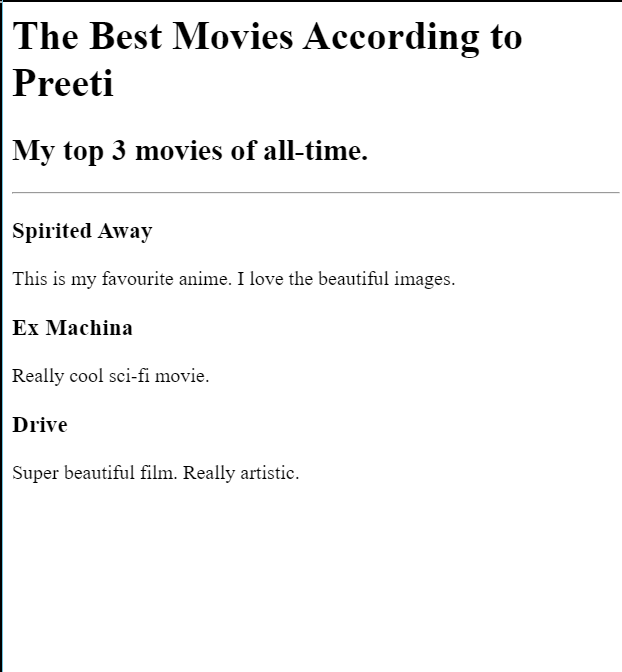 The Best Movies According to
Preeti
My top 3 movies of all-time.
Spirited Away
This is my favourite anime. I love the beautiful images.
Ex Machina
Really cool sci-fi movie.
Drive
Super beautiful film. Really artistic.